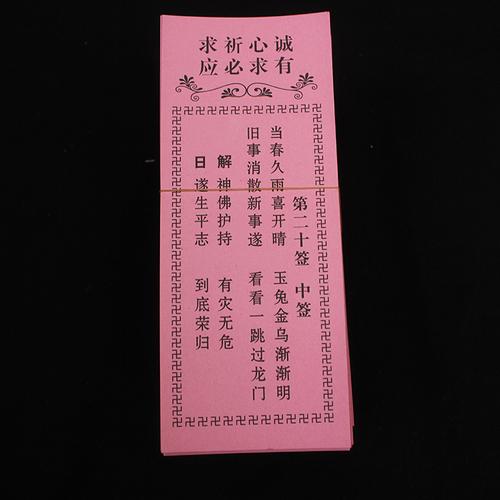 诚心祈求
有求必应
第二十签 中签
当春久雨喜开晴 玉兔金乌渐渐明
旧事消散新事遂 看看一跳过龙门
解 神佛护持 有灾无危
日 遂生平志 到底荣归